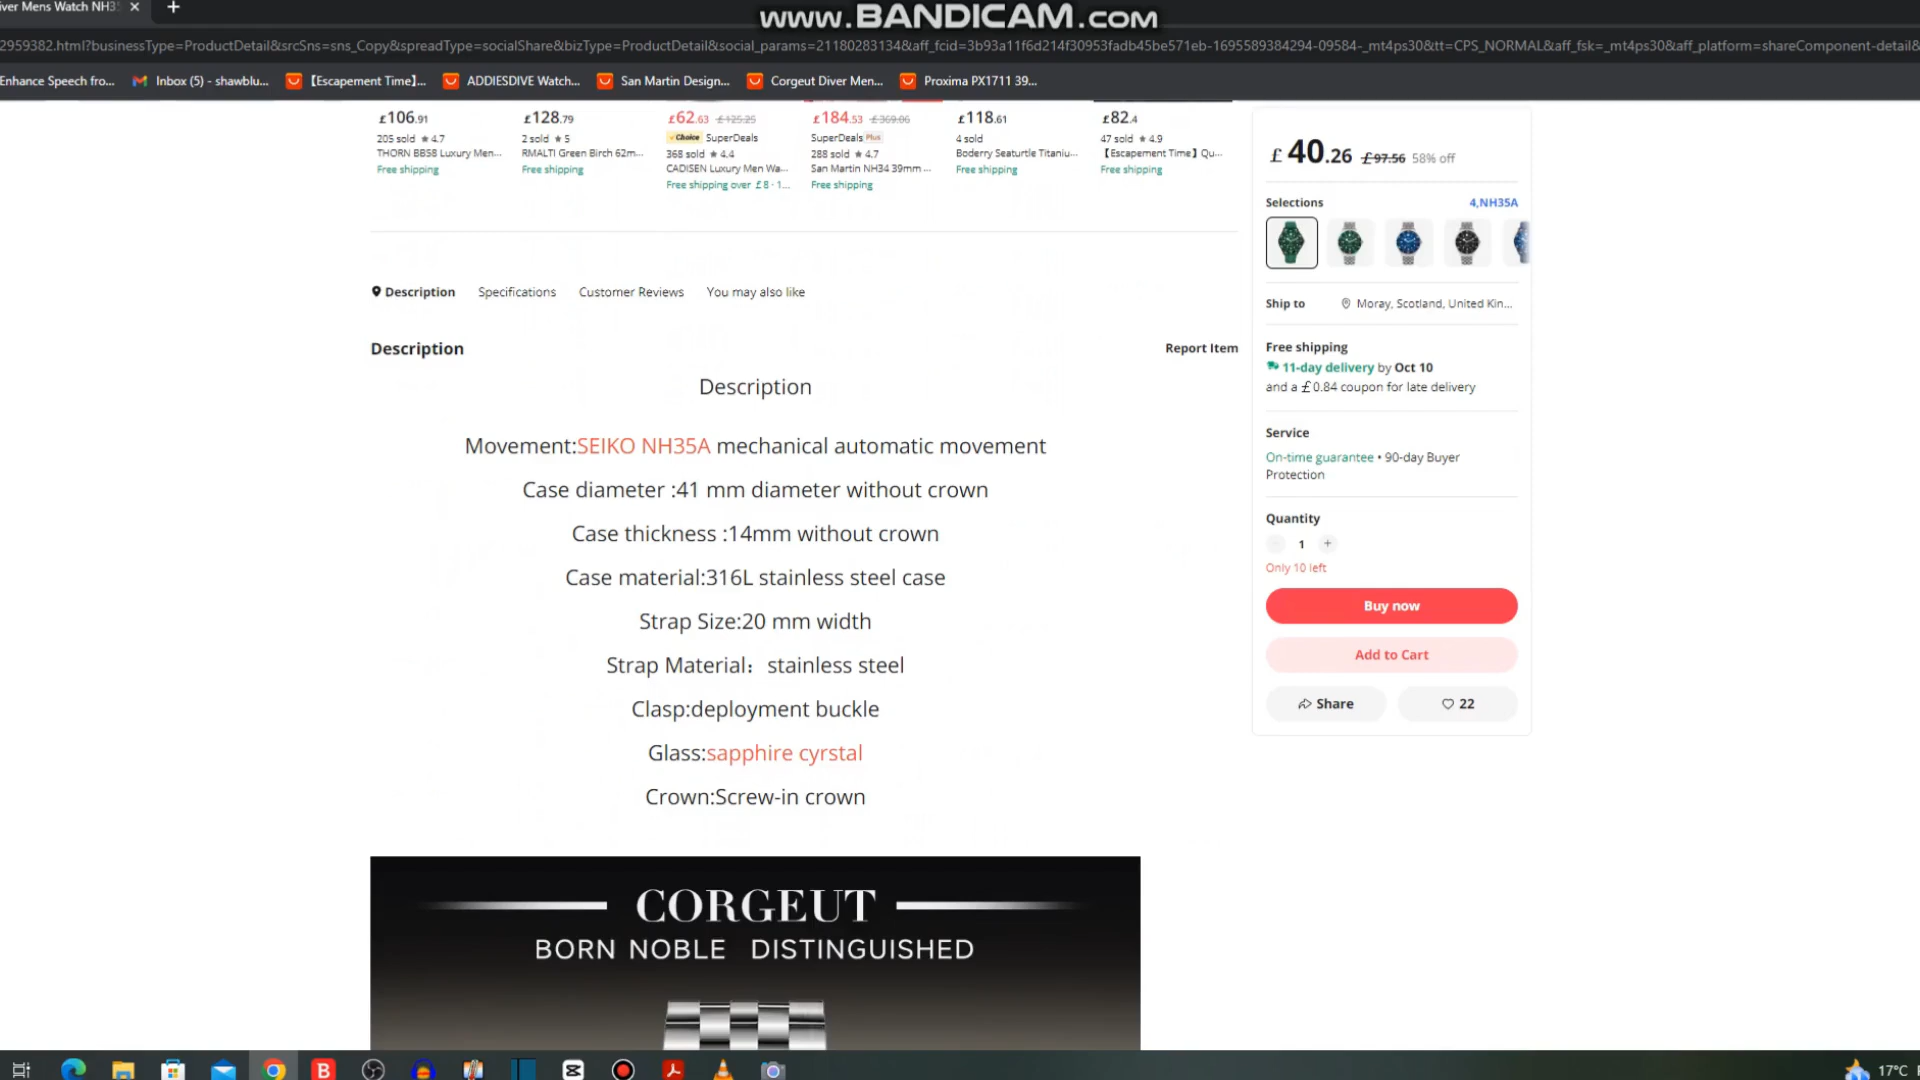 www.BANDICAM.com
iver Mens Watch NH3
2959382.html?businessType=ProductDetail&srcSns=sns_Copy&spreadType=socialShare&bizType=ProductDetail&social_params=21180283134&aff_fcid=3b93a11f6d214f30953fadb45be571eb-1695589384294-09584-_mt4ps30&tt=CPS_NORMAL&aff_fsk=_mt4ps30&aff_platform=shareComponent-detail&
Enhance Speech fro... Inbox (5) - shawblu... 【Escapement Time】... ADDIESDIVE Watch... San Martin Design... Corgeut Diver Men... Proxima PX1711 39...
£106.91 £128.79 £62.63 £125.25 £184.53 £369.06 £118.61 £82.4
205 sold ★ 4.7 2 sold ★ 5 Choice SuperDeals SuperDeals Plus 4 sold 47 sold ★ 4.9
THORN BB58 Luxury Men... RMALTI Green Birch 62m... 368 sold ★ 4.4 288 sold ★ 4.7 Boderry Seaturtle Titaniu... 【Escapement Time】Qu...
Free shipping Free shipping CADISEN Luxury Men Wa... San Martin NH34 39mm ... Free shipping Free shipping
Free shipping over £8 · 1... Free shipping
Description Specifications Customer Reviews You may also like
Description Report Item
Description
Movement:SEIKO NH35A mechanical automatic movement
Case diameter :41 mm diameter without crown
Case thickness :14mm without crown
Case material:316L stainless steel case
Strap Size:20 mm width
Strap Material：stainless steel
Clasp:deployment buckle
Glass:sapphire cyrstal
Crown:Screw-in crown
CORGEUT
BORN NOBLE DISTINGUISHED
£40.26 £97.56 58% off
Selections 4,NH35A
Ship to Moray, Scotland, United Kin...
Free shipping
11-day delivery by Oct 10
and a £0.84 coupon for late delivery
Service
On-time guarantee • 90-day Buyer
Protection
Quantity
- 1 +
Only 10 left
Buy now
Add to Cart
Share 22
17°C